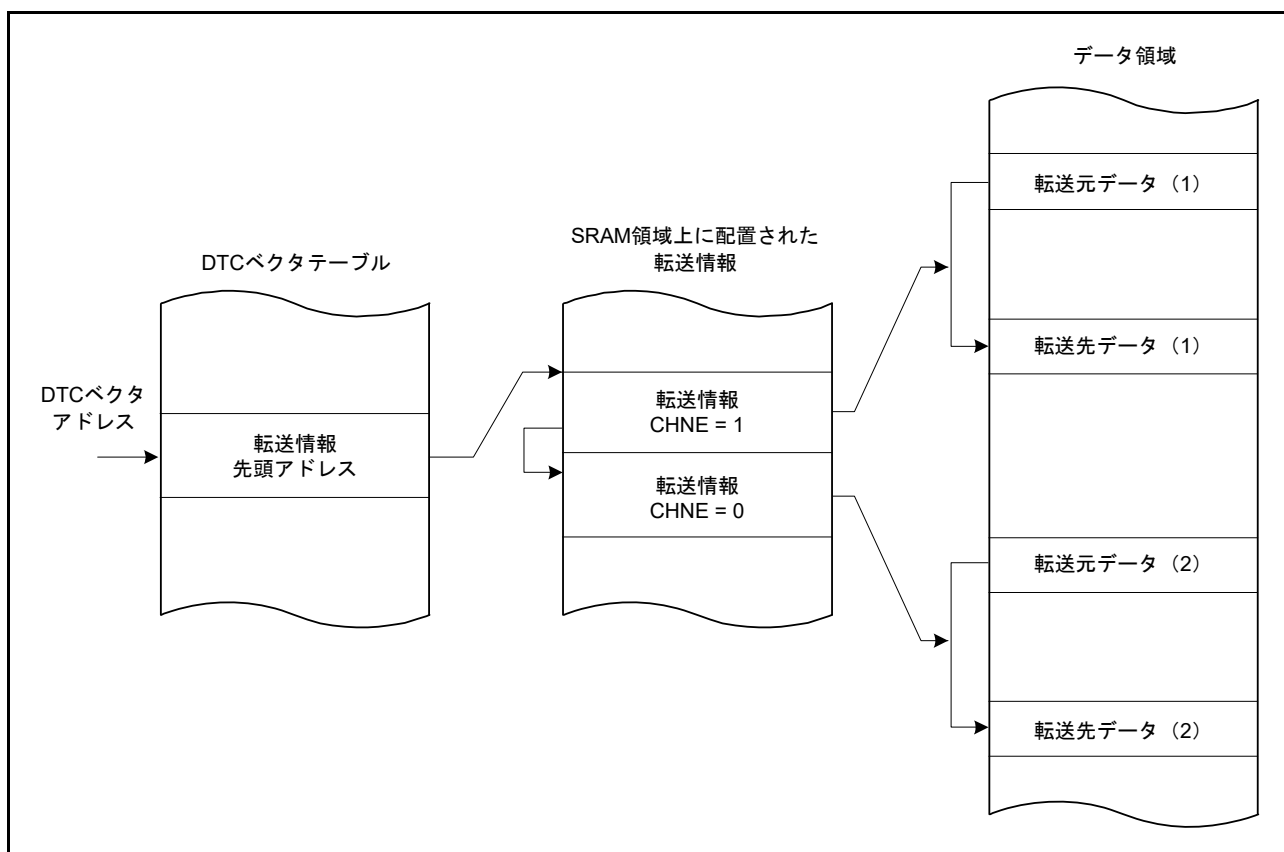 データ領域
転送元データ（1）
SRAM領域上に配置された
転送情報
DTCベクタテーブル
転送先データ（1）
DTCベクタ
アドレス
転送情報
CHNE = 1
転送情報
先頭アドレス
転送情報
CHNE = 0
転送元データ（2）
転送先データ（2）